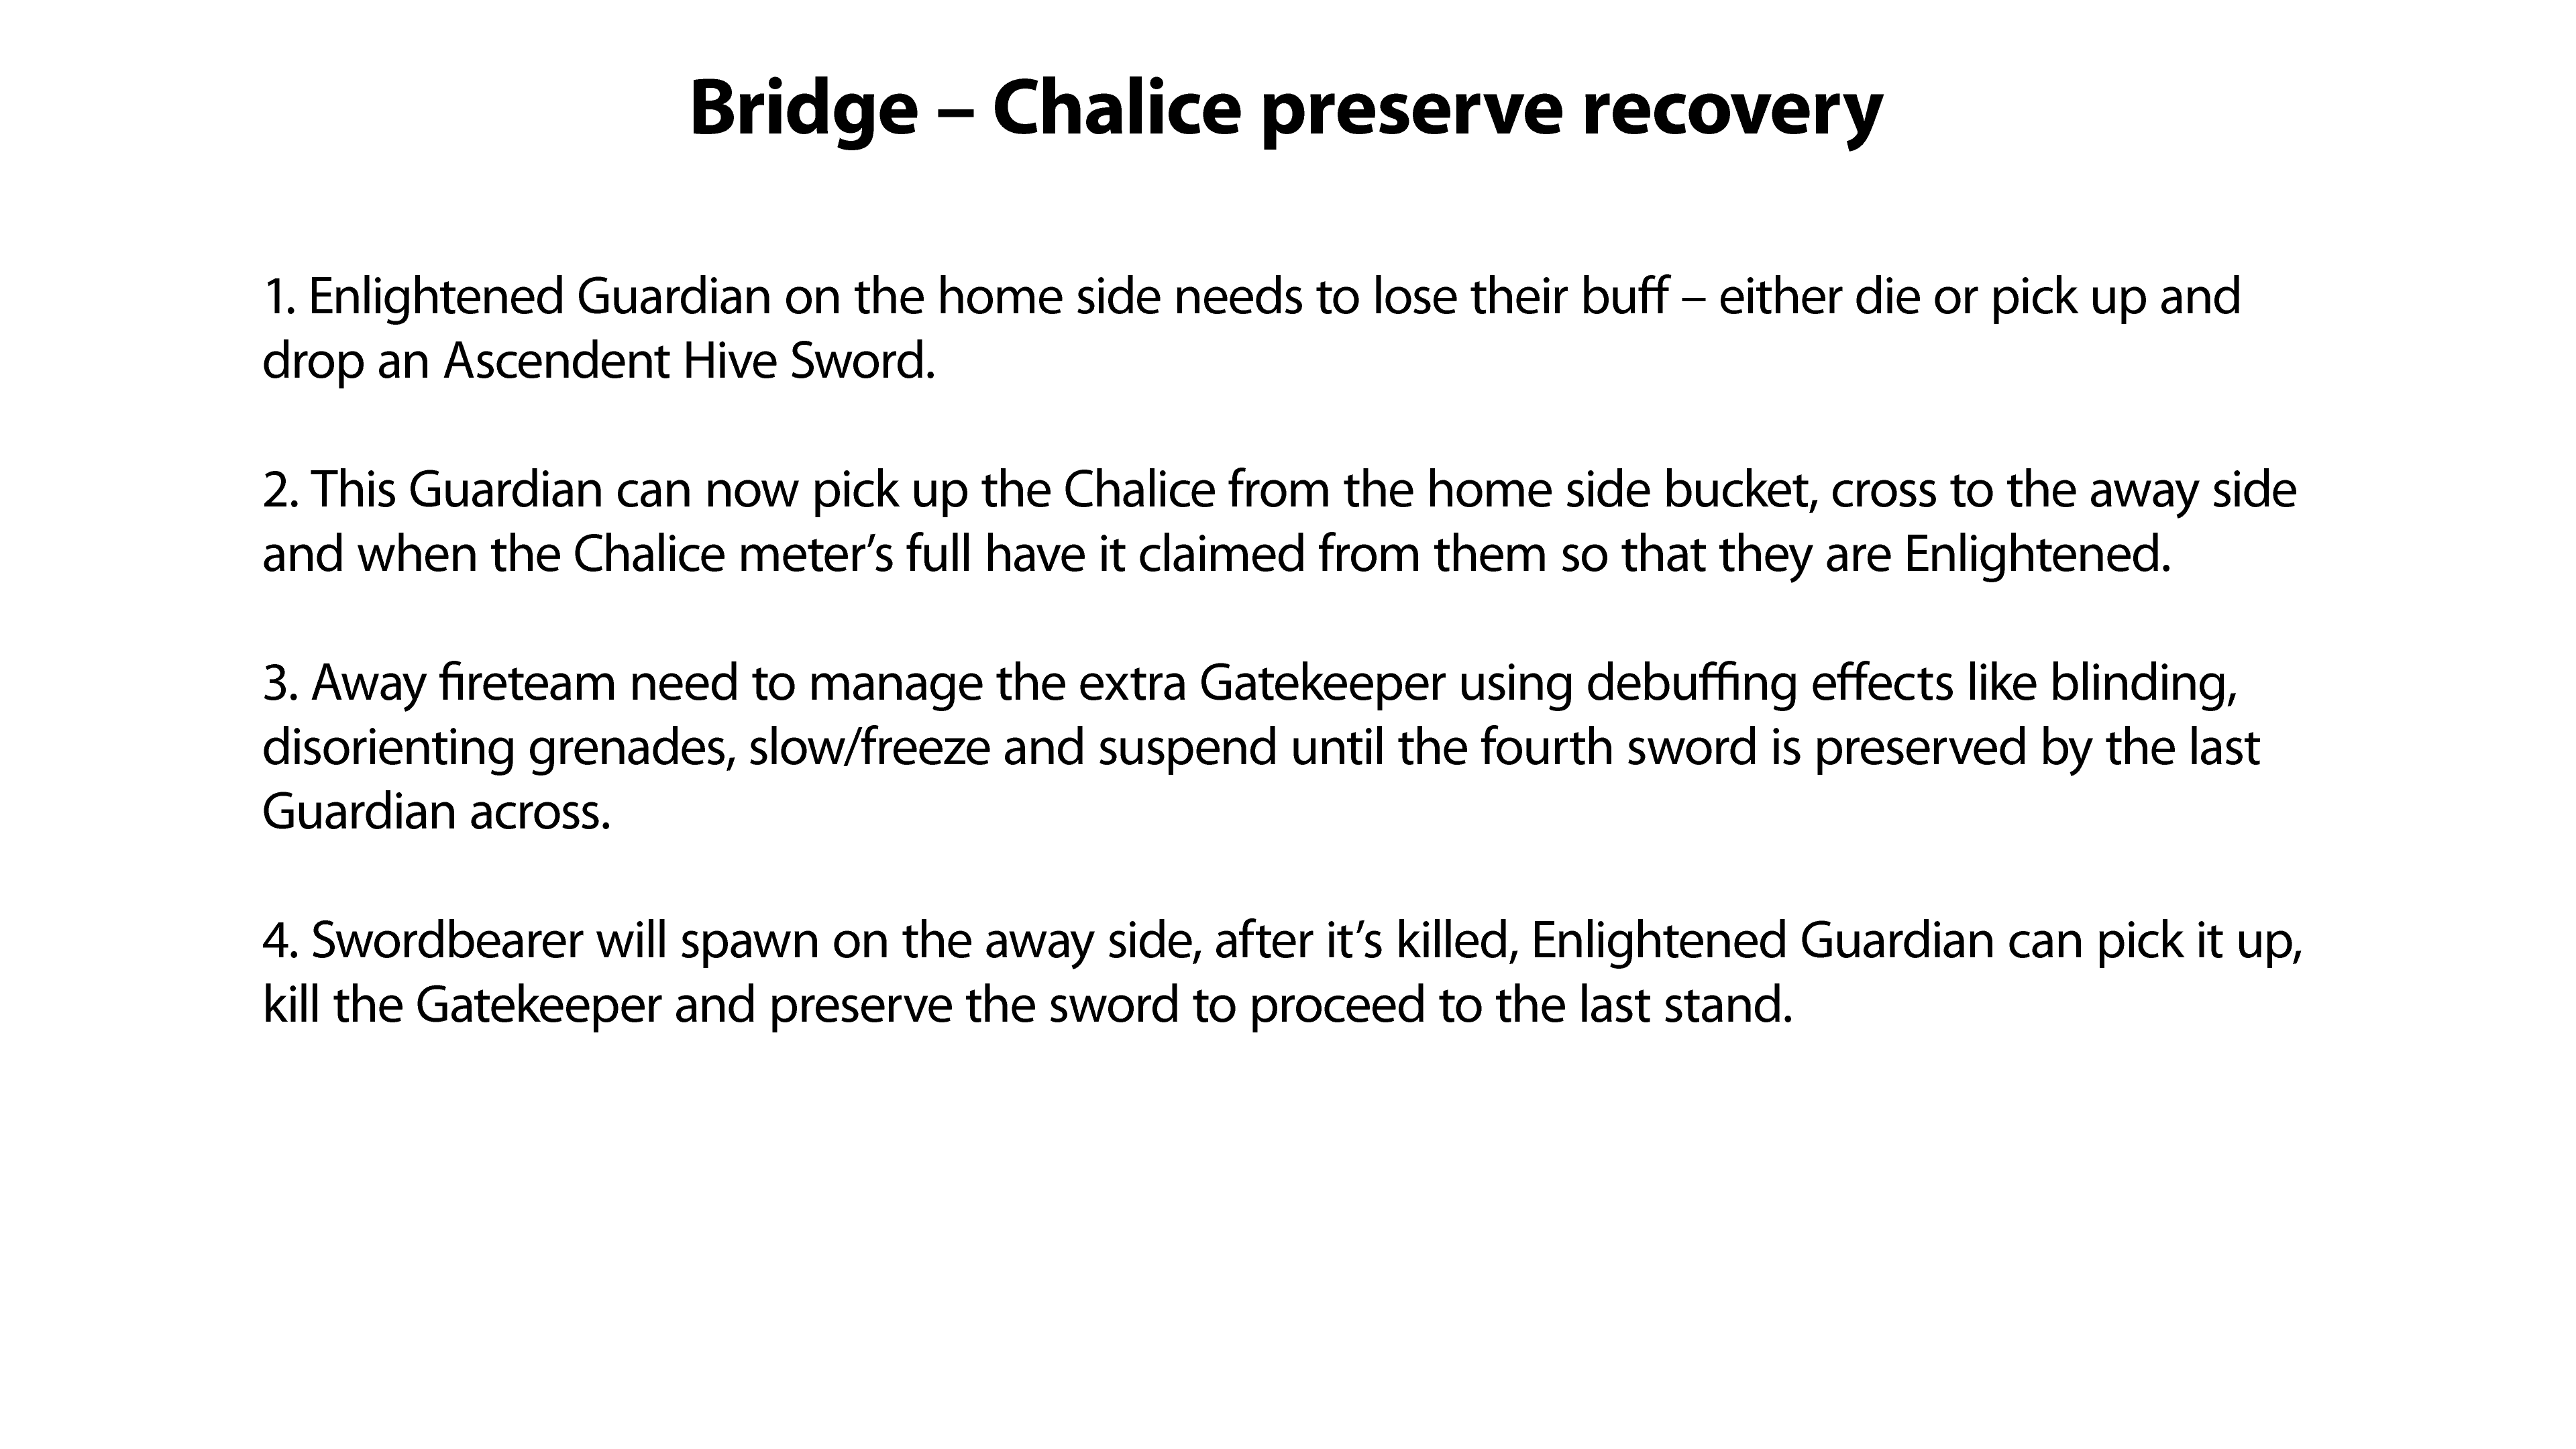 Bridge – Chalice preserve recovery
1. Enlightened Guardian on the home side needs to lose their buff – either die or pick up and
drop an Ascendent Hive Sword.
2. This Guardian can now pick up the Chalice from the home side bucket, cross to the away side
and when the Chalice meter’s full have it claimed from them so that they are Enlightened.
3. Away fireteam need to manage the extra Gatekeeper using debuffing effects like blinding,
disorienting grenades, slow/freeze and suspend until the fourth sword is preserved by the last
Guardian across.
4. Swordbearer will spawn on the away side, after it’s killed, Enlightened Guardian can pick it up,
kill the Gatekeeper and preserve the sword to proceed to the last stand.